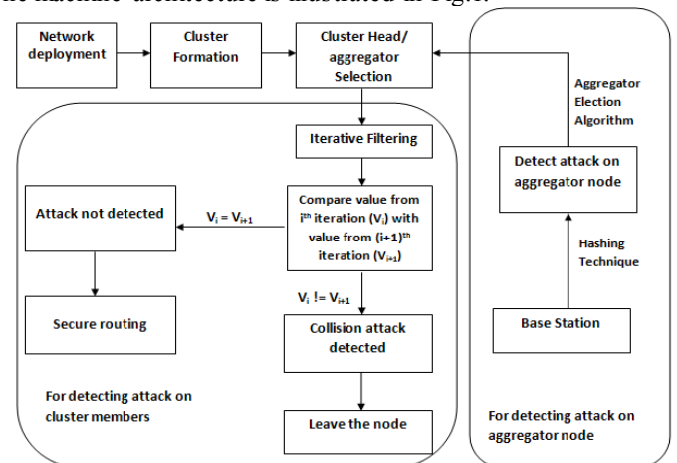 Network
deployment
Cluster
Formation
Cluster Head/
aggregator
Selection
Aggregator
Election
Algorithm
Iterative Filtering
Detect attack on
aggregator node
Attack not detected
Vi = Vi+1
Compare value from
ith iteration (Vi) with
value from (i+1)th
iteration (Vi+1)
Hashing
Technique
Vi != Vi+1
Secure routing
Collision attack
detected
Base Station
For detecting attack on
cluster members
Leave the node
For detecting attack on
aggregator node